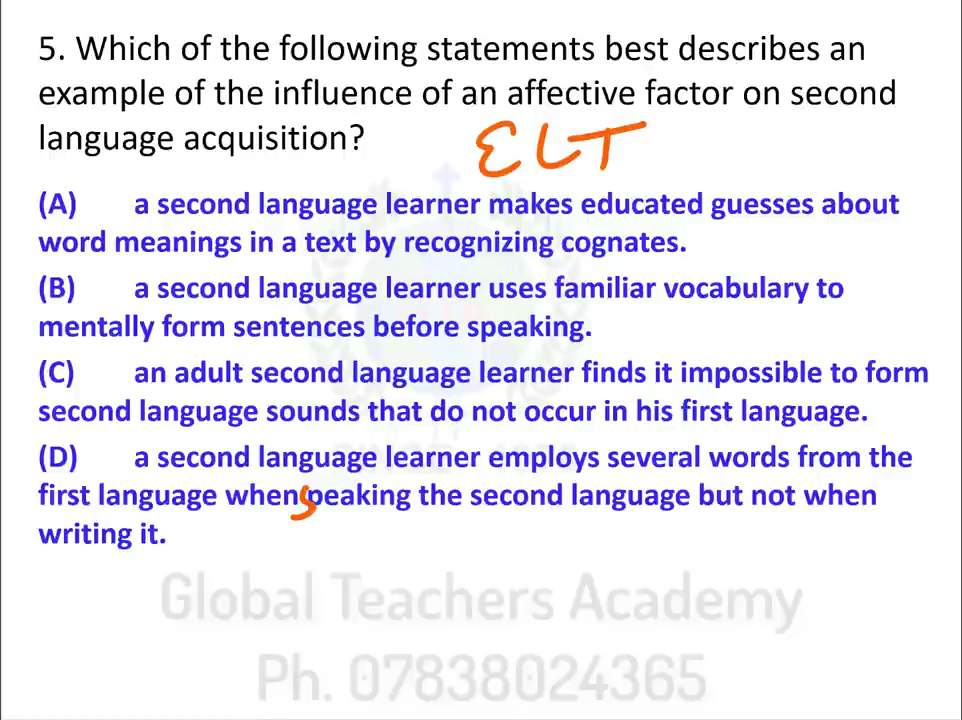 5. Which of the following statements best describes an
example of the influence of an affective factor on second
language acquisition?
ELT
(A) a second language learner makes educated guesses about
word meanings in a text by recognizing cognates.
(B) a second language learner uses familiar vocabulary to
mentally form sentences before speaking.
(C) an adult second language learner finds it impossible to form
second language sounds that do not occur in his first language.
(D) a second language learner employs several words from the
first language when speaking the second language but not when
writing it.
Global Teachers Academy
Ph. 07838024365